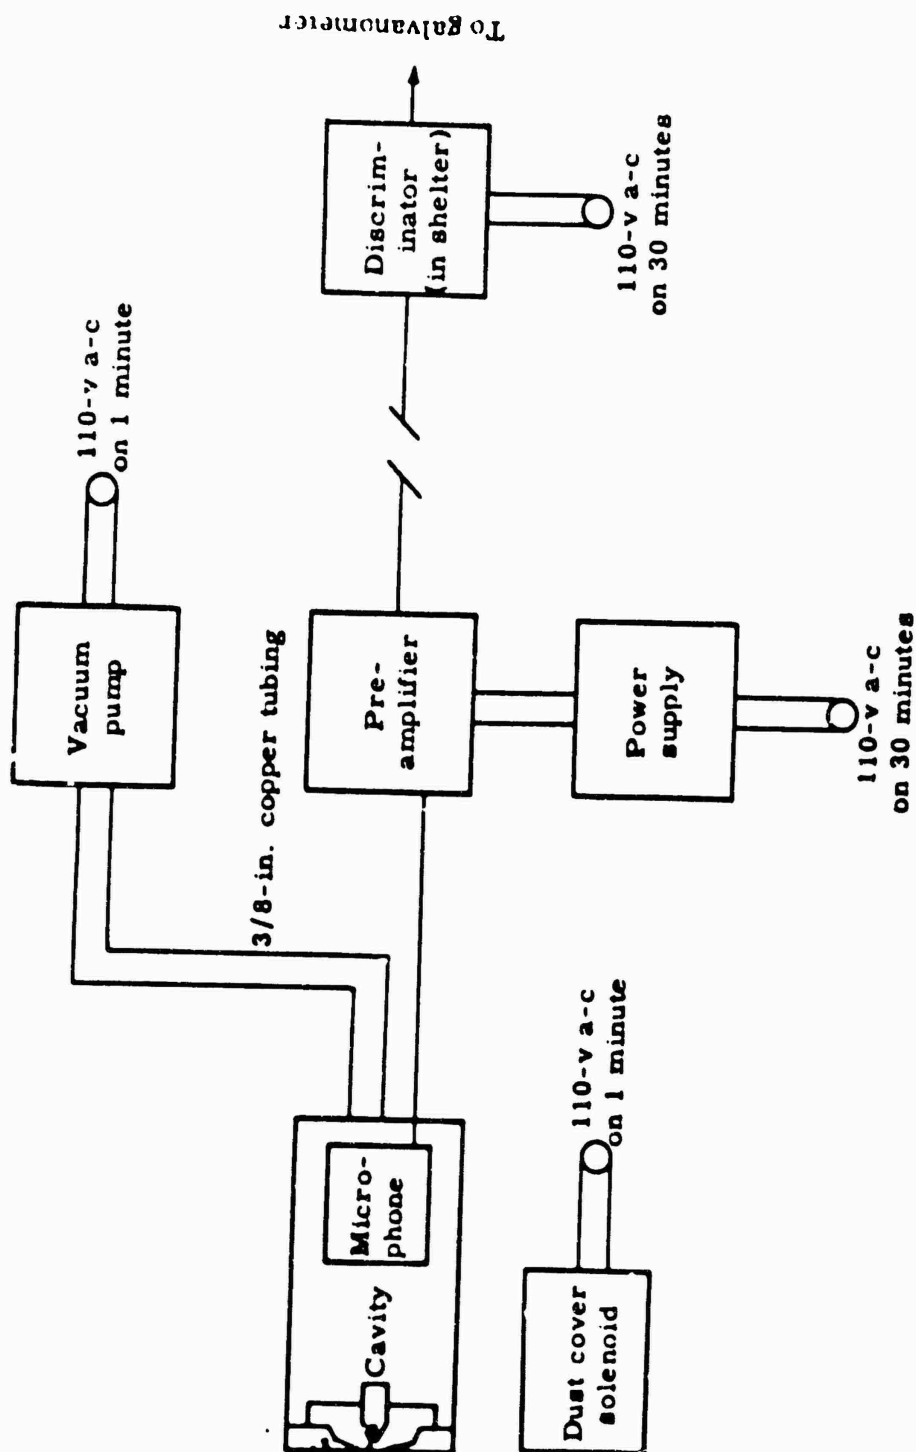 To galvanometer
Discrim-
inator
(in shelter)
110-v a-c
on 30 minutes
110-v a-c
on 1 minute
Vacuum
pump
3/8-in. copper tubing
Pre-
amplifier
Power
supply
110-v a-c
on 30 minutes
Micro-
phone
Cavity
110-v a-c
on 1 minute
Dust cover
solenoid